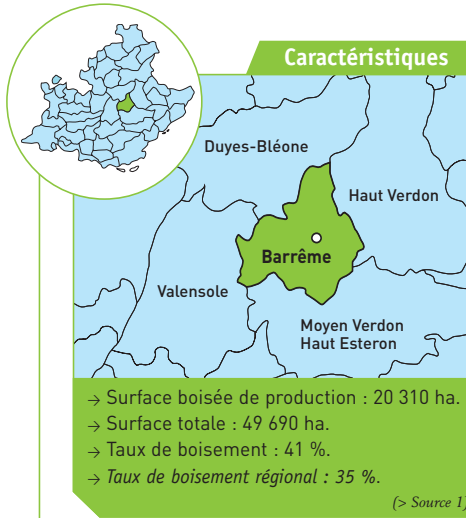 Caractéristiques
Duyes-Bléone
Haut Verdon
Barrême
Valensole
Moyen Verdon
Haut Esteron
→ Surface boisée de production : 20 310 ha.
→ Surface totale : 49 690 ha.
→ Taux de boisement : 41 %.
→ Taux de boisement régional : 35 %.
(> Source 1)